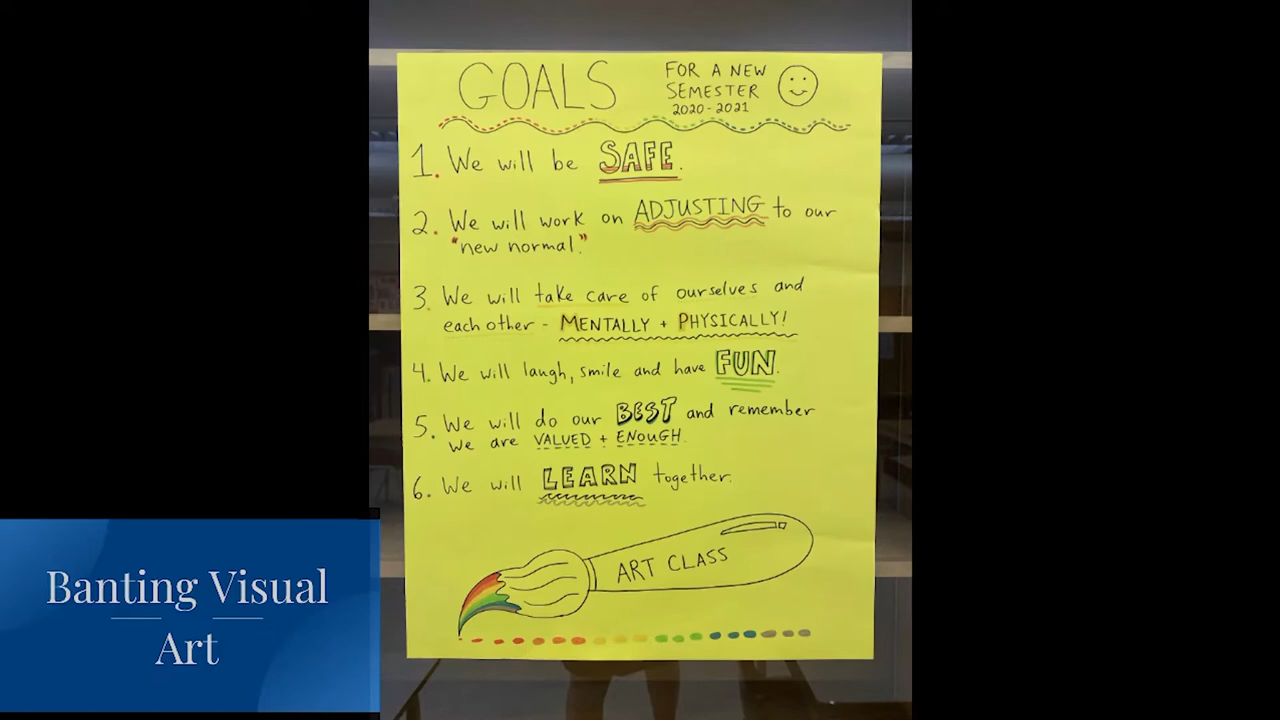 GOALS
FOR A NEW
SEMESTER
2020-2021
1. We will be SAFE.
2. We will work on ADJUSTING to our
"new normal."
3. We will take care of ourselves and
each other - MENTALLY + PHYSICALLY!
4. We will laugh, smile and have FUN.
5. We will do our BEST and remember
we are VALUED + ENOUGH.
6. We will LEARN together.
ART CLASS
Banting Visual
Art